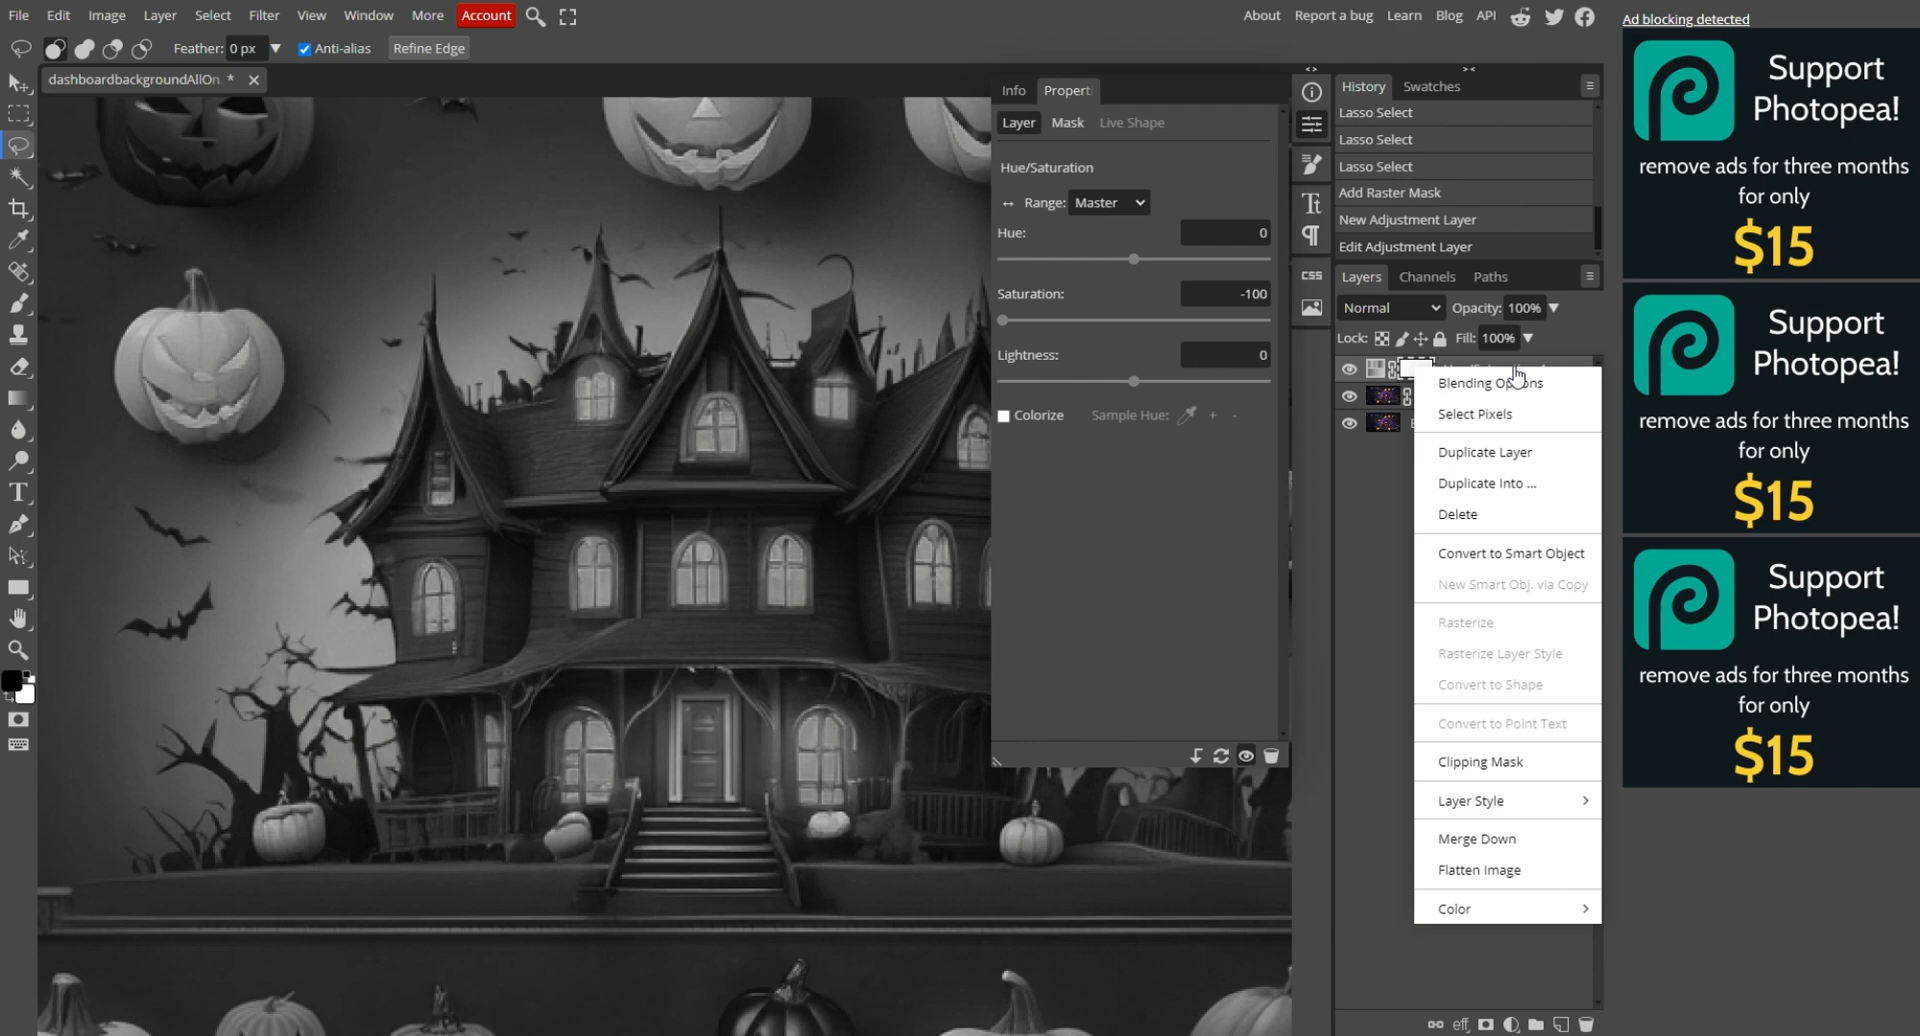 File Edit Image Layer Select Filter View Window More Account
About Report a bug Learn Blog API
Ad blocking detected
Feather: 0 px Anti-alias Refine Edge
dashboardbackgroundAllOn *
Info Propert
Layer Mask Live Shape
Hue/Saturation
Range: Master
Hue: 0
Saturation: -100
Lightness: 0
Colorize Sample Hue: + -
Tt
CSS
History Swatches
Lasso Select
Lasso Select
Lasso Select
Add Raster Mask
New Adjustment Layer
Edit Adjustment Layer
Layers Channels Paths
Normal Opacity: 100%
Lock: Fill: 100%
Blending Options
Select Pixels
Duplicate Layer
Duplicate Into ...
Delete
Convert to Smart Object
New Smart Obj. via Copy
Rasterize
Rasterize Layer Style
Convert to Shape
Convert to Point Text
Clipping Mask
Layer Style
Merge Down
Flatten Image
Color
eff
Support
Photopea!
remove ads for three months
for only
$15
Support
Photopea!
remove ads for three months
for only
$15
Support
Photopea!
remove ads for three months
for only
$15